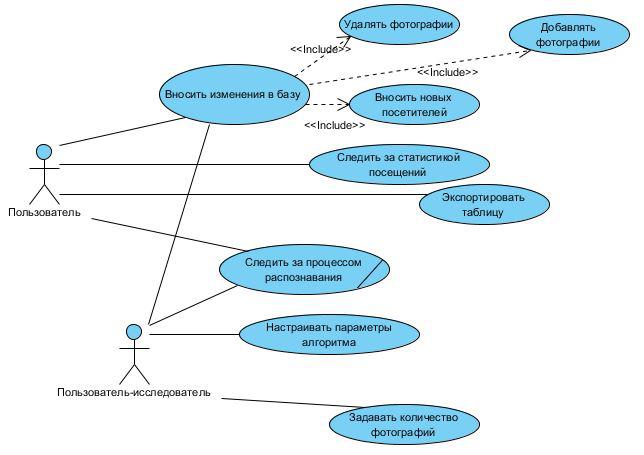 Удалять фотографии
Добавлять
фотографии
<<Include>>
<<Include>>
Вносить изменения в базу
Вносить новых
посетителей
<<Include>>
Следить за статистикой
посещений
Экспортировать
таблицу
Пользователь
Следить за процессом
распознавания
Настраивать параметры
алгоритма
Пользователь-исследователь
Задавать количество
фотографий